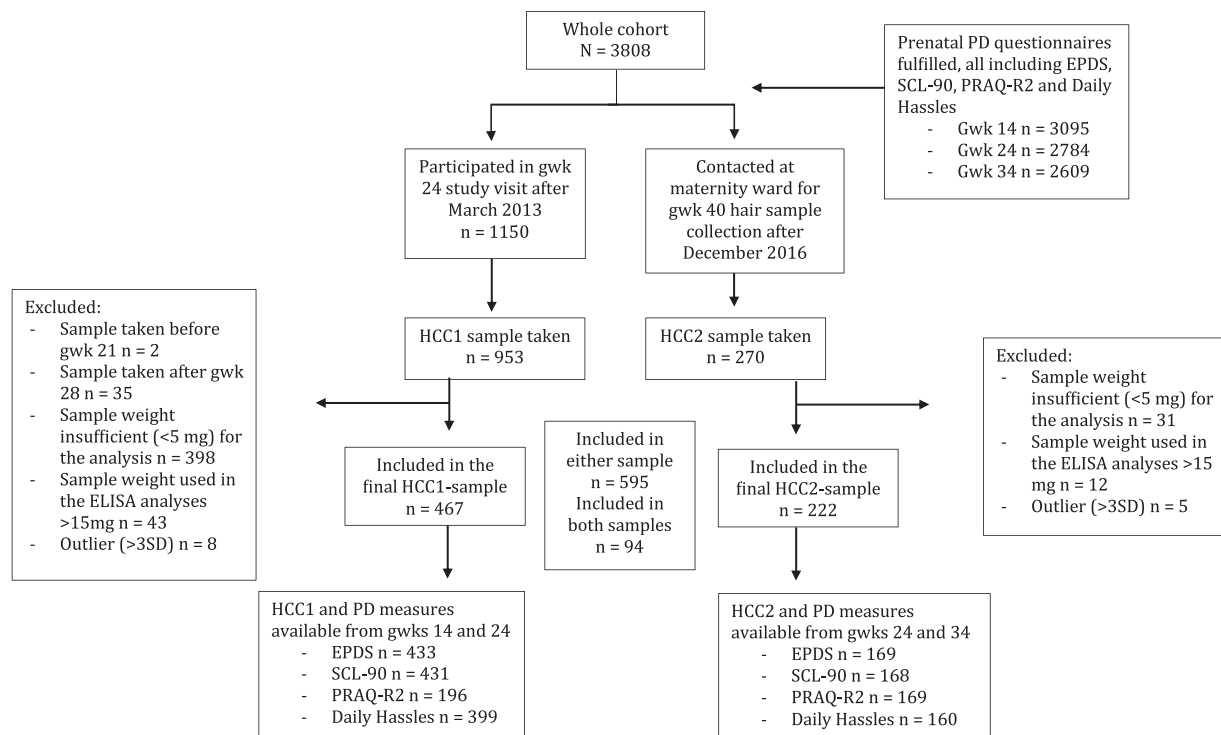 Whole cohort
N = 3808
Prenatal PD questionnaires
fulfilled, all including EPDS,
SCL-90, PRAQ-R2 and Daily
Hassles
- Gwk 14 n = 3095
- Gwk 24 n = 2784
- Gwk 34 n = 2609
Participated in gwk
24 study visit after
March 2013
n = 1150
Contacted at
maternity ward for
gwk 40 hair sample
collection after
December 2016
Excluded:
- Sample taken before
gwk 21 n = 2
- Sample taken after gwk
28 n = 35
- Sample weight
insufficient (<5 mg) for
the analysis n = 398
- Sample weight used in
the ELISA analyses
>15mg n = 43
- Outlier (>3SD) n = 8
HCC1 sample taken
n = 953
HCC2 sample taken
n = 270
Excluded:
- Sample weight
insufficient (<5 mg) for
the analysis n = 31
- Sample weight used in
the ELISA analyses >15
mg n = 12
- Outlier (>3SD) n = 5
Included in the
final HCC1-sample
n = 467
Included in
either sample
n = 595
Included in
both samples
n = 94
Included in the
final HCC2-sample
n = 222
HCC1 and PD measures
available from gwks 14 and 24
- EPDS n = 433
- SCL-90 n = 431
- PRAQ-R2 n = 196
- Daily Hassles n = 399
HCC2 and PD measures
available from gwks 24 and 34
- EPDS n = 169
- SCL-90 n = 168
- PRAQ-R2 n = 169
- Daily Hassles n = 160